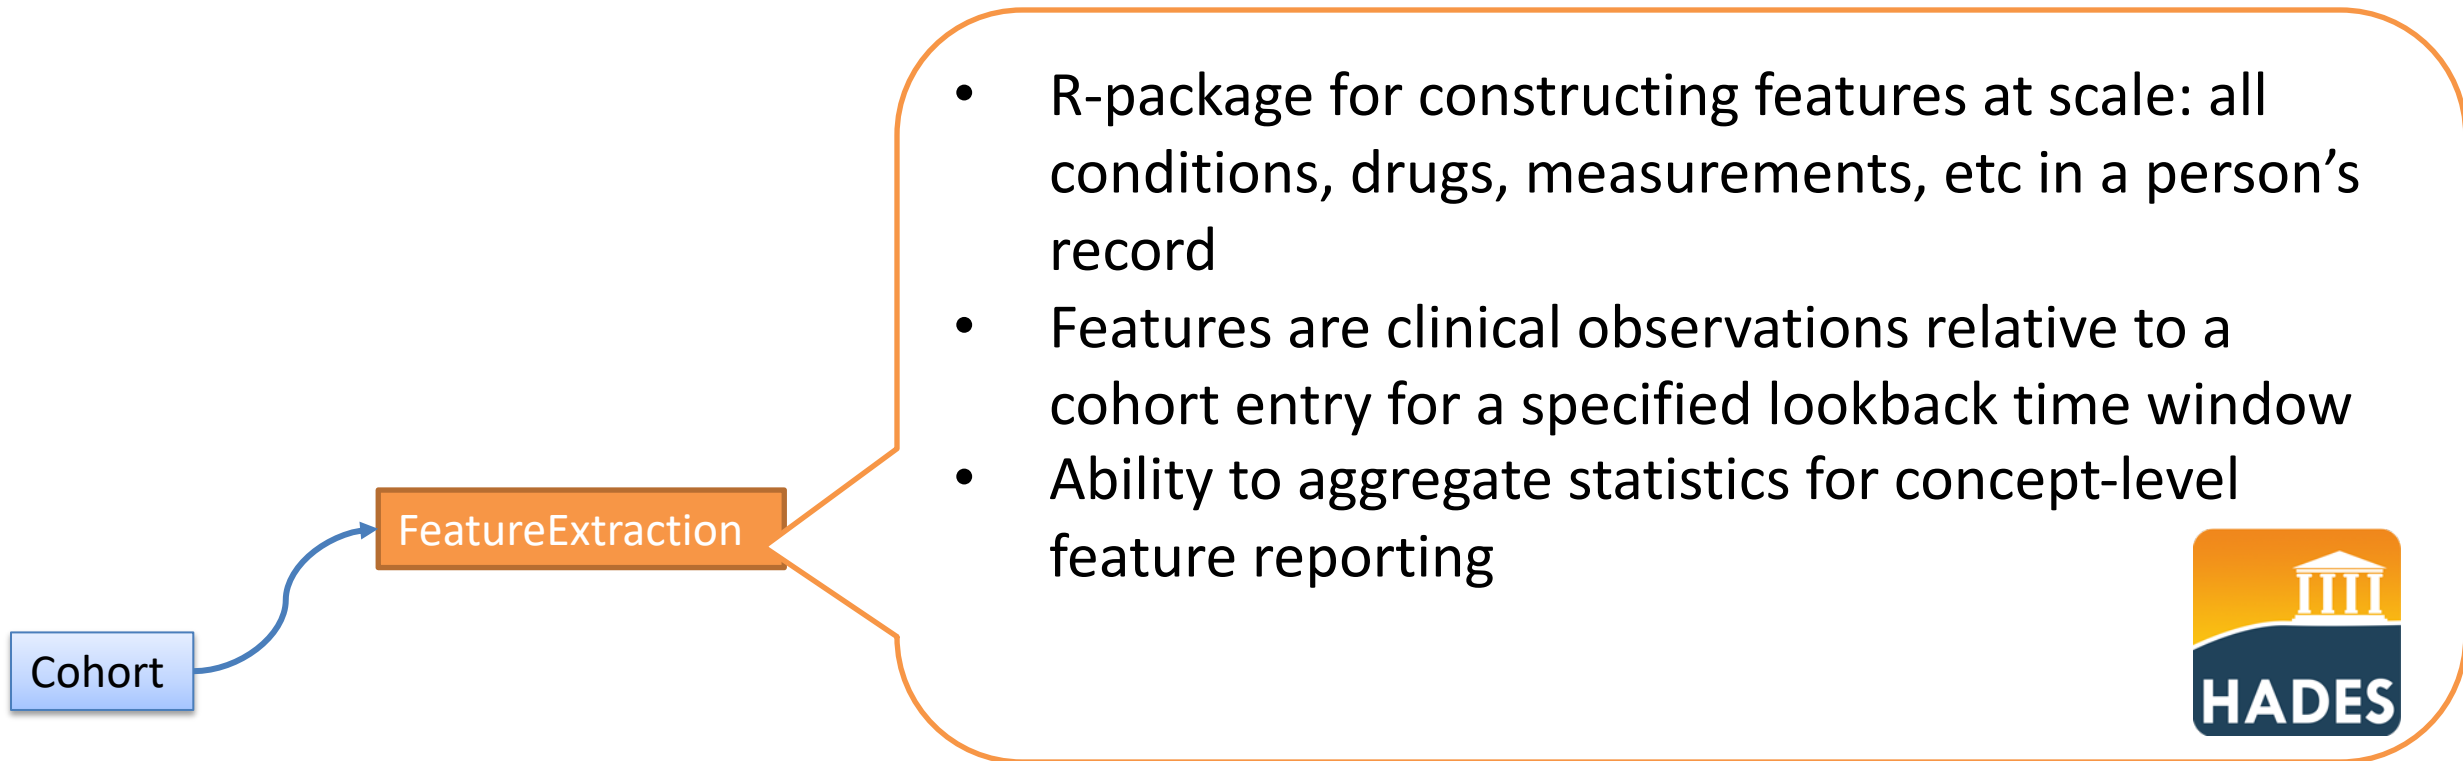 • R-package for constructing features at scale: all
conditions, drugs, measurements, etc in a person’s
record
• Features are clinical observations relative to a
cohort entry for a specified lookback time window
• Ability to aggregate statistics for concept-level
feature reporting
FeatureExtraction
Cohort
HADES